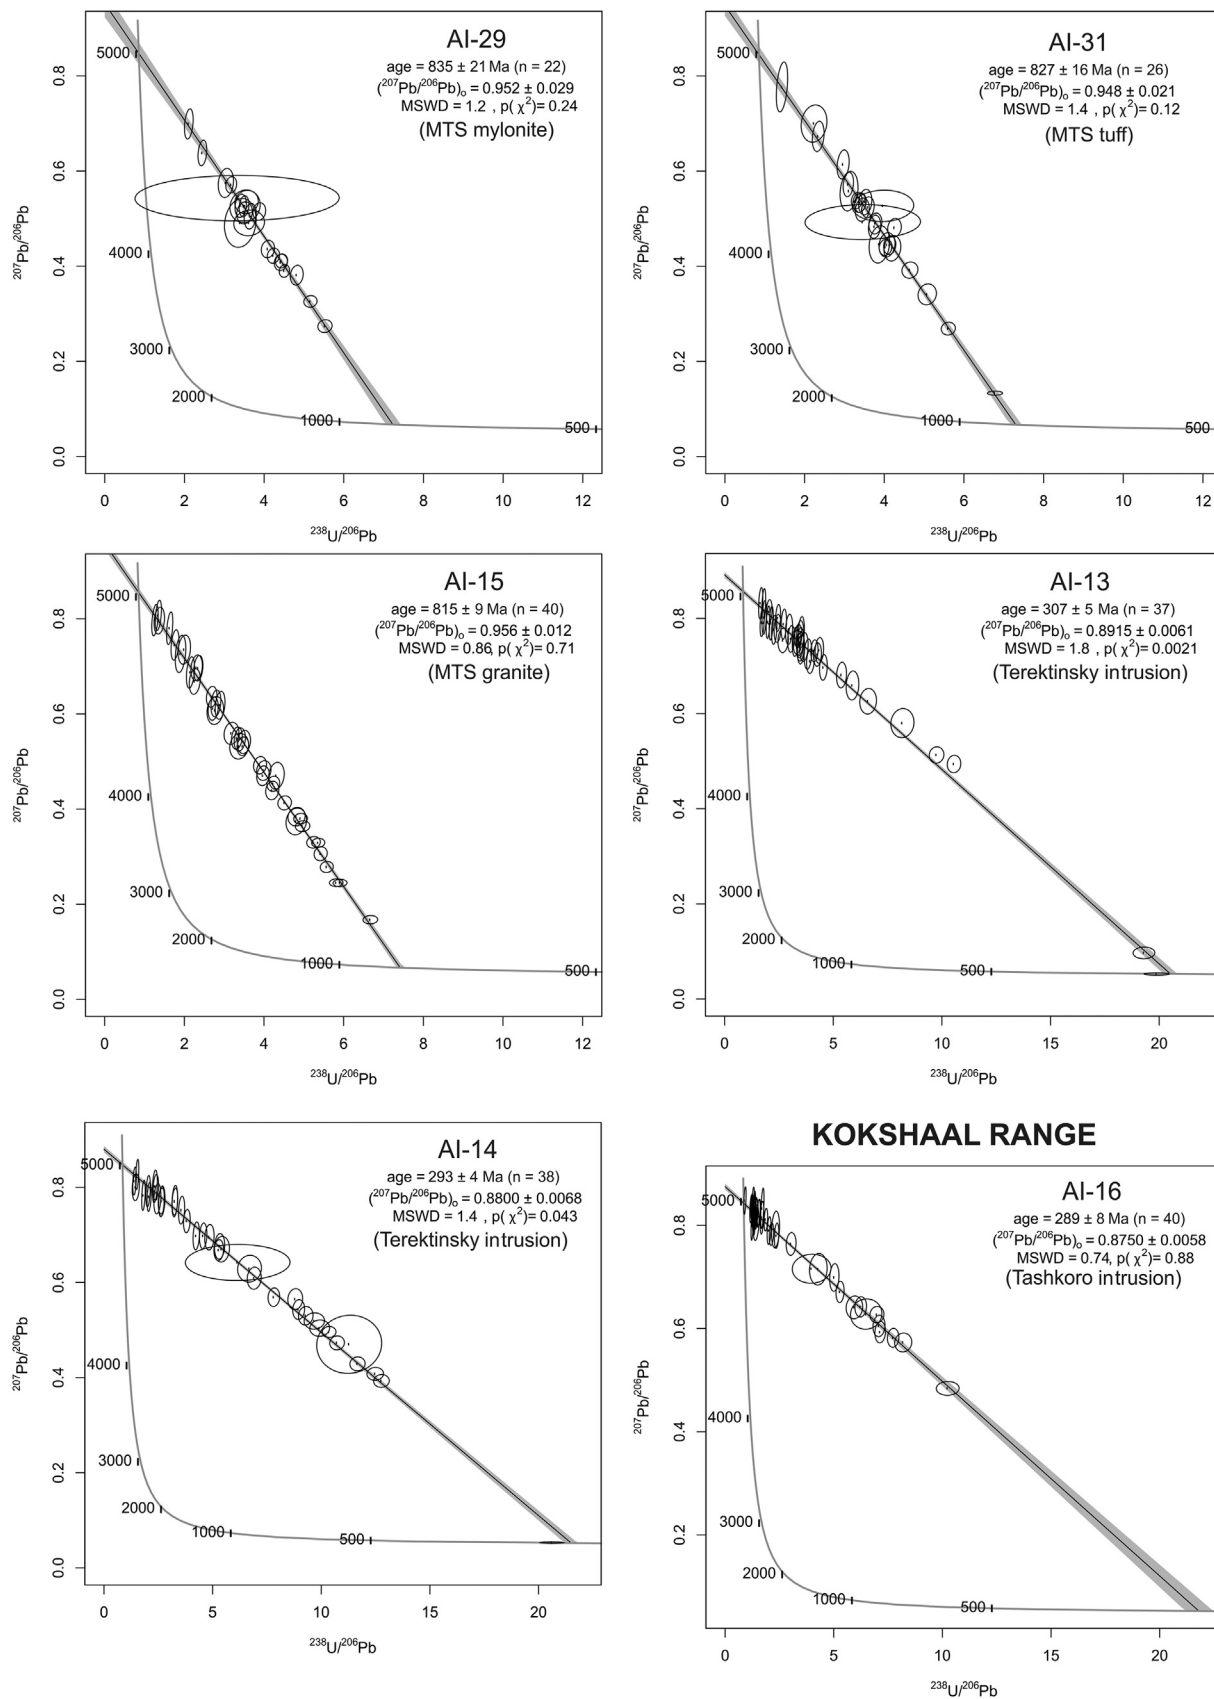 AI-29
age = 835 ± 21 Ma (n = 22)
(²⁰⁷Pb/²⁰⁶Pb)ₒ = 0.952 ± 0.029
MSWD = 1.2 , p( χ²)= 0.24
(MTS mylonite)
5000
4000
3000
2000
1000
500
0.8
0.6
0.4
0.2
0.0
²⁰⁷Pb/²⁰⁶Pb
0 2 4 6 8 10 12
²³⁸U/²⁰⁶Pb
AI-31
age = 827 ± 16 Ma (n = 26)
(²⁰⁷Pb/²⁰⁶Pb)ₒ = 0.948 ± 0.021
MSWD = 1.4 , p( χ²)= 0.12
(MTS tuff)
5000
4000
3000
2000
1000
500
0.8
0.6
0.4
0.2
0.0
²⁰⁷Pb/²⁰⁶Pb
0 2 4 6 8 10 12
²³⁸U/²⁰⁶Pb
AI-15
age = 815 ± 9 Ma (n = 40)
(²⁰⁷Pb/²⁰⁶Pb)ₒ = 0.956 ± 0.012
MSWD = 0.86, p( χ²)= 0.71
(MTS granite)
5000
4000
3000
2000
1000
500
0.8
0.6
0.4
0.2
0.0
²⁰⁷Pb/²⁰⁶Pb
0 2 4 6 8 10 12
²³⁸U/²⁰⁶Pb
AI-13
age = 307 ± 5 Ma (n = 37)
(²⁰⁷Pb/²⁰⁶Pb)ₒ = 0.8915 ± 0.0061
MSWD = 1.8 , p( χ²)= 0.0021
(Terektinsky intrusion)
5000
4000
3000
2000
1000
500
0.8
0.6
0.4
0.2
0.0
²⁰⁷Pb/²⁰⁶Pb
0 5 10 15 20
²³⁸U/²⁰⁶Pb
AI-14
age = 293 ± 4 Ma (n = 38)
(²⁰⁷Pb/²⁰⁶Pb)ₒ = 0.8800 ± 0.0068
MSWD = 1.4 , p( χ²)= 0.043
(Terektinsky intrusion)
5000
4000
3000
2000
1000
500
0.8
0.6
0.4
0.2
0.0
²⁰⁷Pb/²⁰⁶Pb
0 5 10 15 20
²³⁸U/²⁰⁶Pb
KOKSHAAL RANGE
AI-16
age = 289 ± 8 Ma (n = 40)
(²⁰⁷Pb/²⁰⁶Pb)ₒ = 0.8750 ± 0.0058
MSWD = 0.74, p( χ²)= 0.88
(Tashkoro intrusion)
5000
4000
3000
2000
1000
500
0.8
0.6
0.4
0.2
²⁰⁷Pb/²⁰⁶Pb
0 5 10 15 20
²³⁸U/²⁰⁶Pb